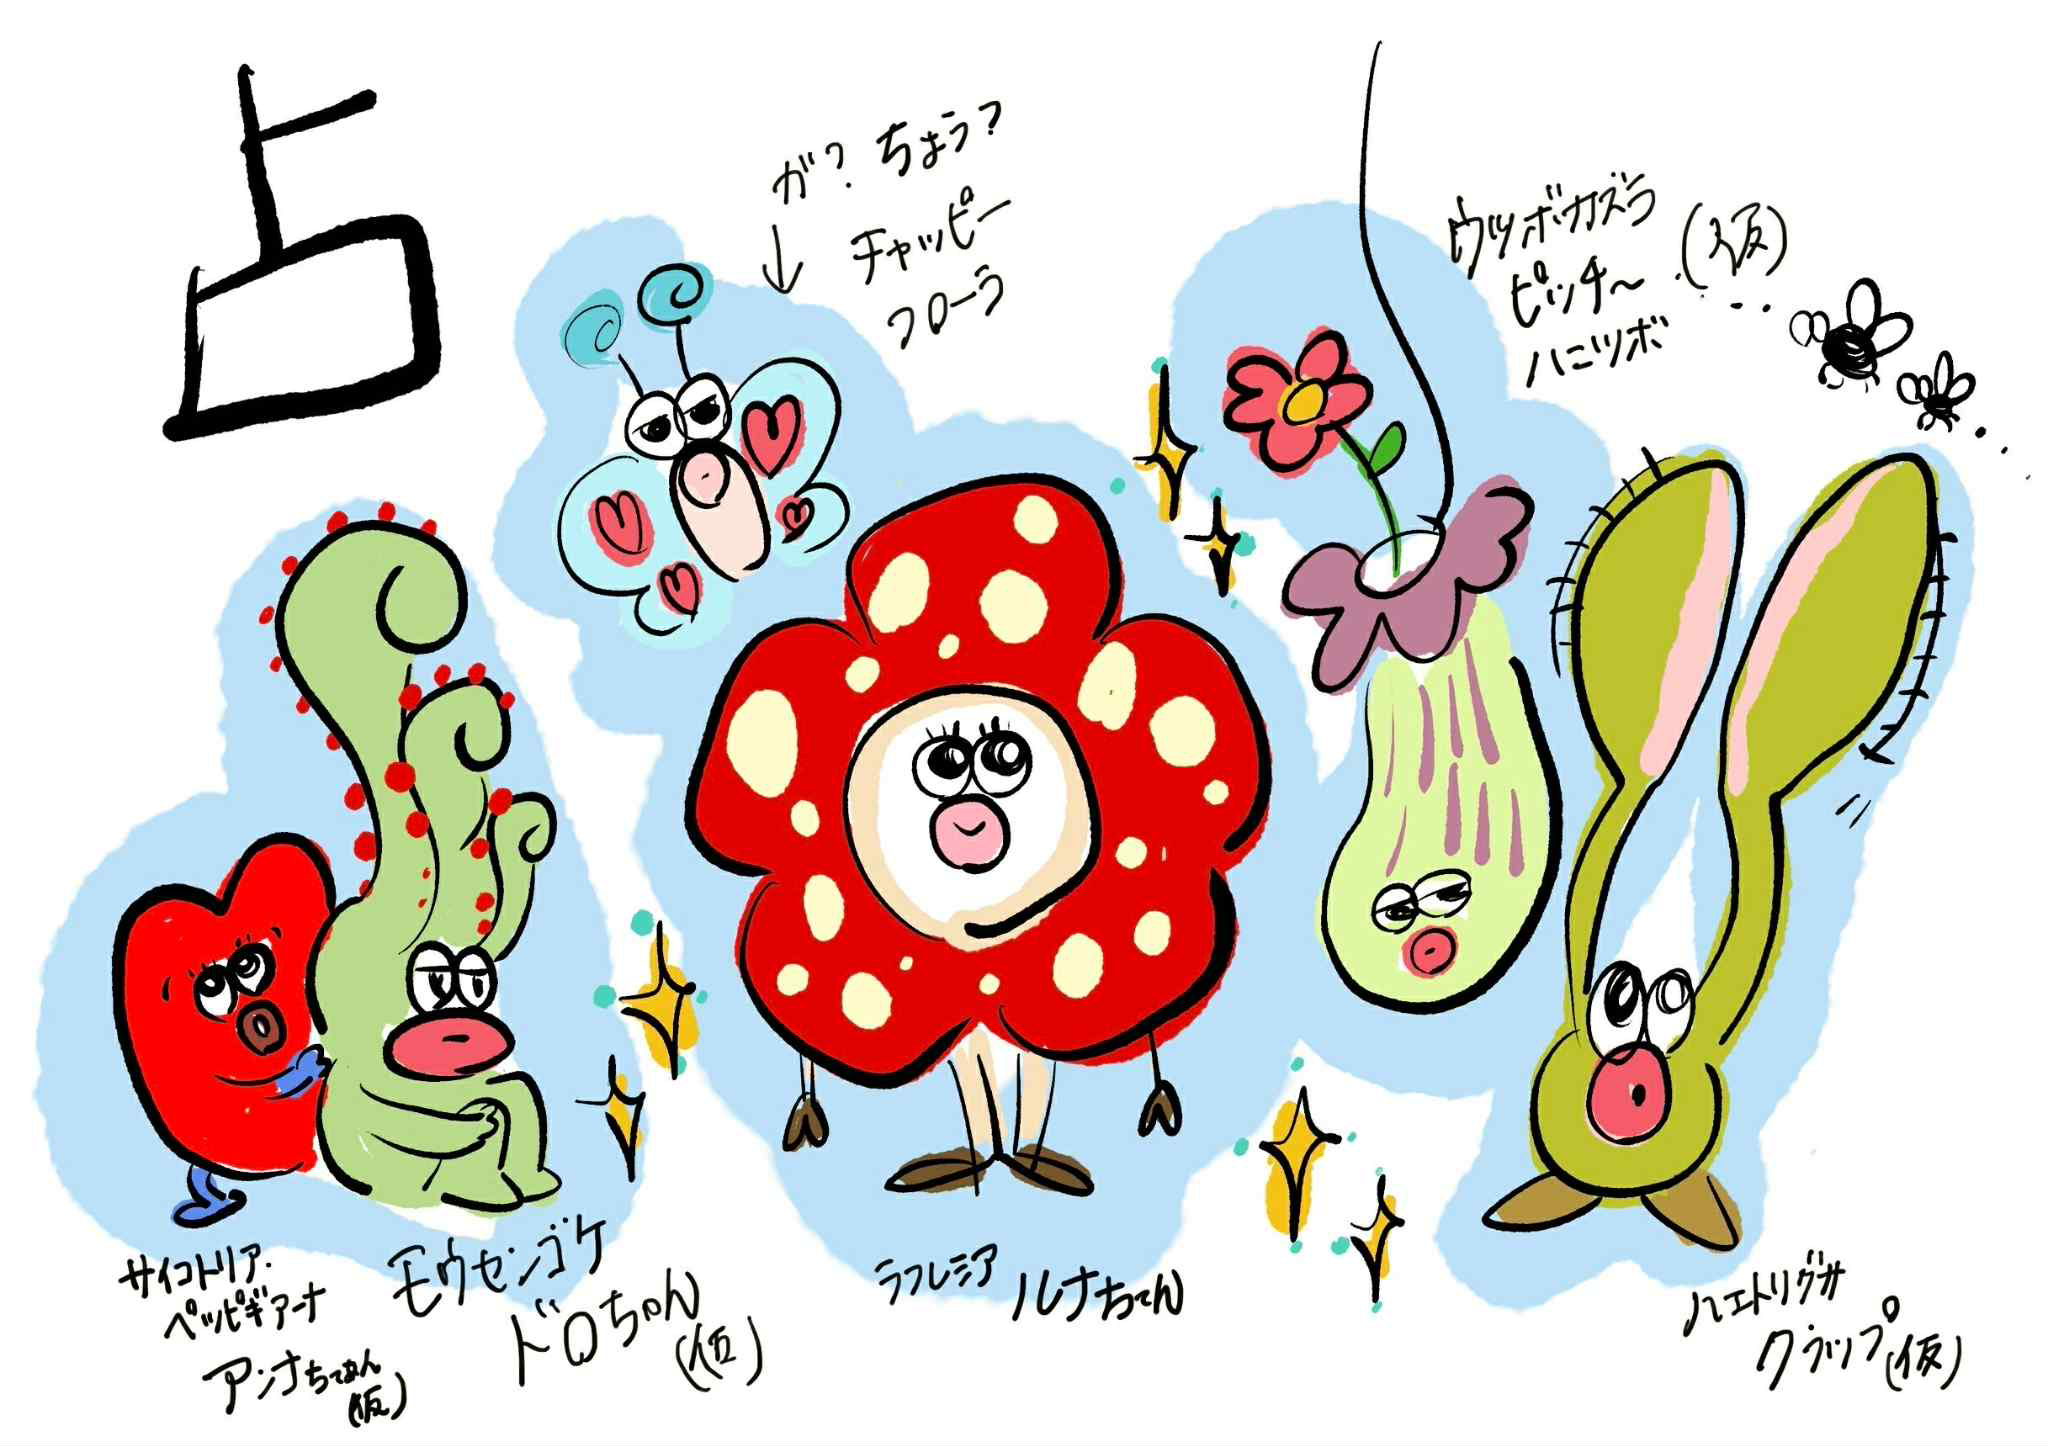 占
が？ちょう？
チャッピー
フローラ
ウツボカズラ
ピッチ～(仮)
ハニツボ
サイコトリア・
ペッピギアーナ
アンナちゃん
(仮)
モウセンゴケ
ドロちゃん
(仮)
ラフレシア ルナちゃん
ハエトリグサ
クラップ(仮)